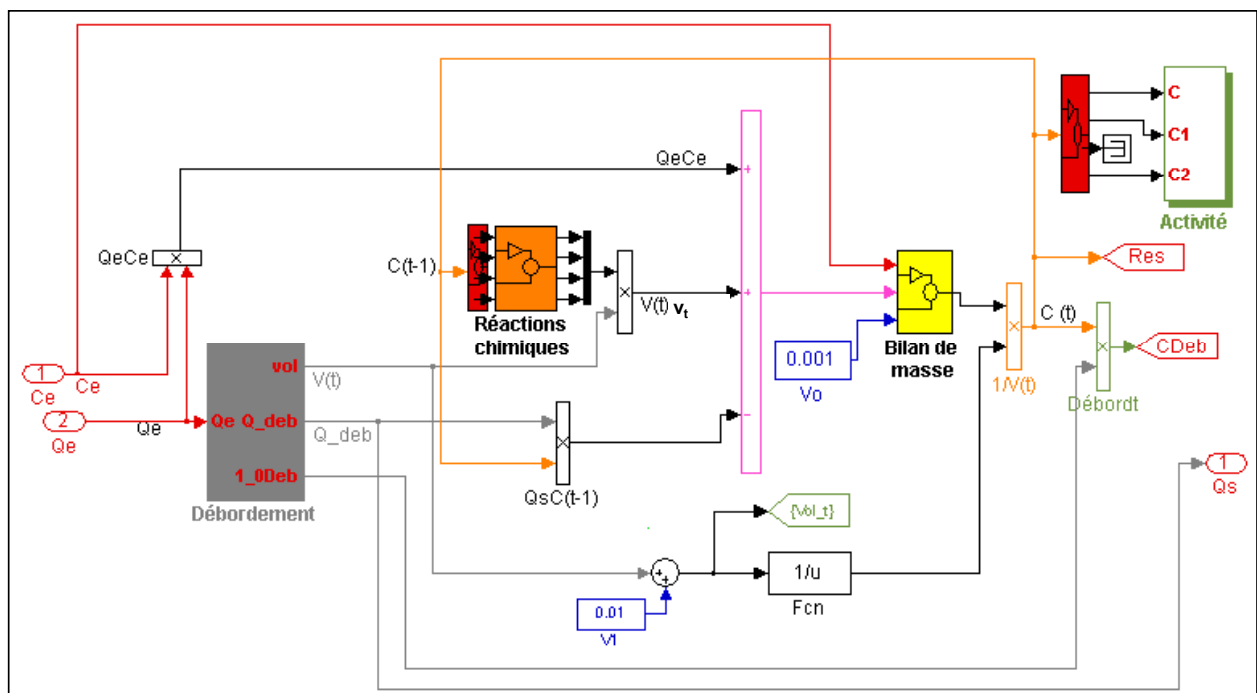 QeCe
QeCe
×
C(t-1)
Réactions
chimiques
×
V(t) v_t
+
+
-
C
C1
C2
Activité
Res
Bilan de
masse
0.001
Vo
×
1/V(t)
C (t)
×
Débordt
CDeb
1
Ce
Ce
2
Qe
Qe
vol
Qe Q_deb
1_0Deb
Débordement
V(t)
Q_deb
×
QsC(t-1)
{Vol_t}
+
+
0.01
V1
1/u
Fcn
1
Qs